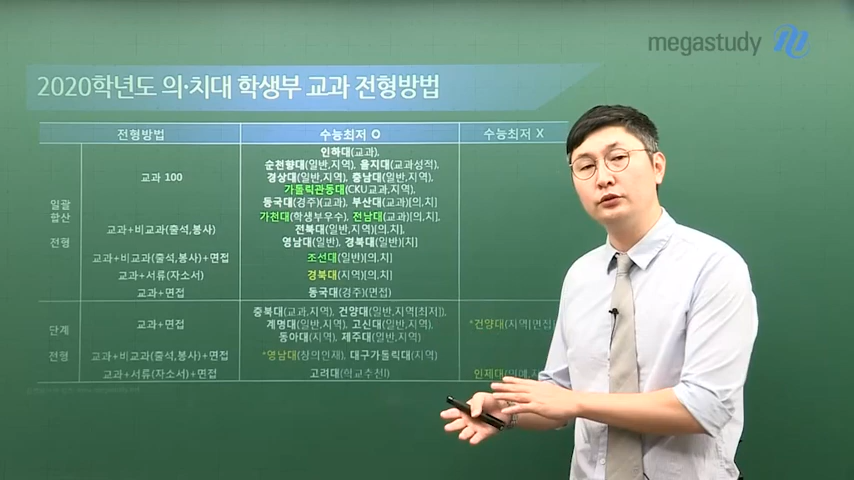 megastudy
2020학년도 의·치대 학생부 교과 전형방법
전형방법 수능최저 O 수능최저 X
일괄
합산
전형
교과 100
인하대(교과),
순천향대(일반,지역), 을지대(교과성적)
경상대(일반,지역), 충남대(일반,지역),
가톨릭관동대(CKU교과,지역),
동국대(경주)(교과), 부산대(교과)[의,치]
교과+비교과(출석,봉사)
가천대(학생부우수), 전남대(교과)[의,치],
전북대(일반,지역)[의,치]
영남대(일반), 경북대(일반)[치]
교과+비교과(출석,봉사)+면접 조선대(일반)[의,치]
교과+서류(자소서) 경북대(지역)[의,치]
교과+면접 동국대(경주)(면접)
단계
전형
교과+면접
충북대(교과,지역), 건양대(일반,지역[최저]),
계명대(일반,지역), 고신대(일반,지역),
동아대(지역), 제주대(일반,지역)
*건양대(지역[면접]
교과+비교과(출석,봉사)+면접 *영남대(창의인재), 대구가톨릭대(지역)
교과+서류(자소서)+면접 고려대(학교추천I) 인제대